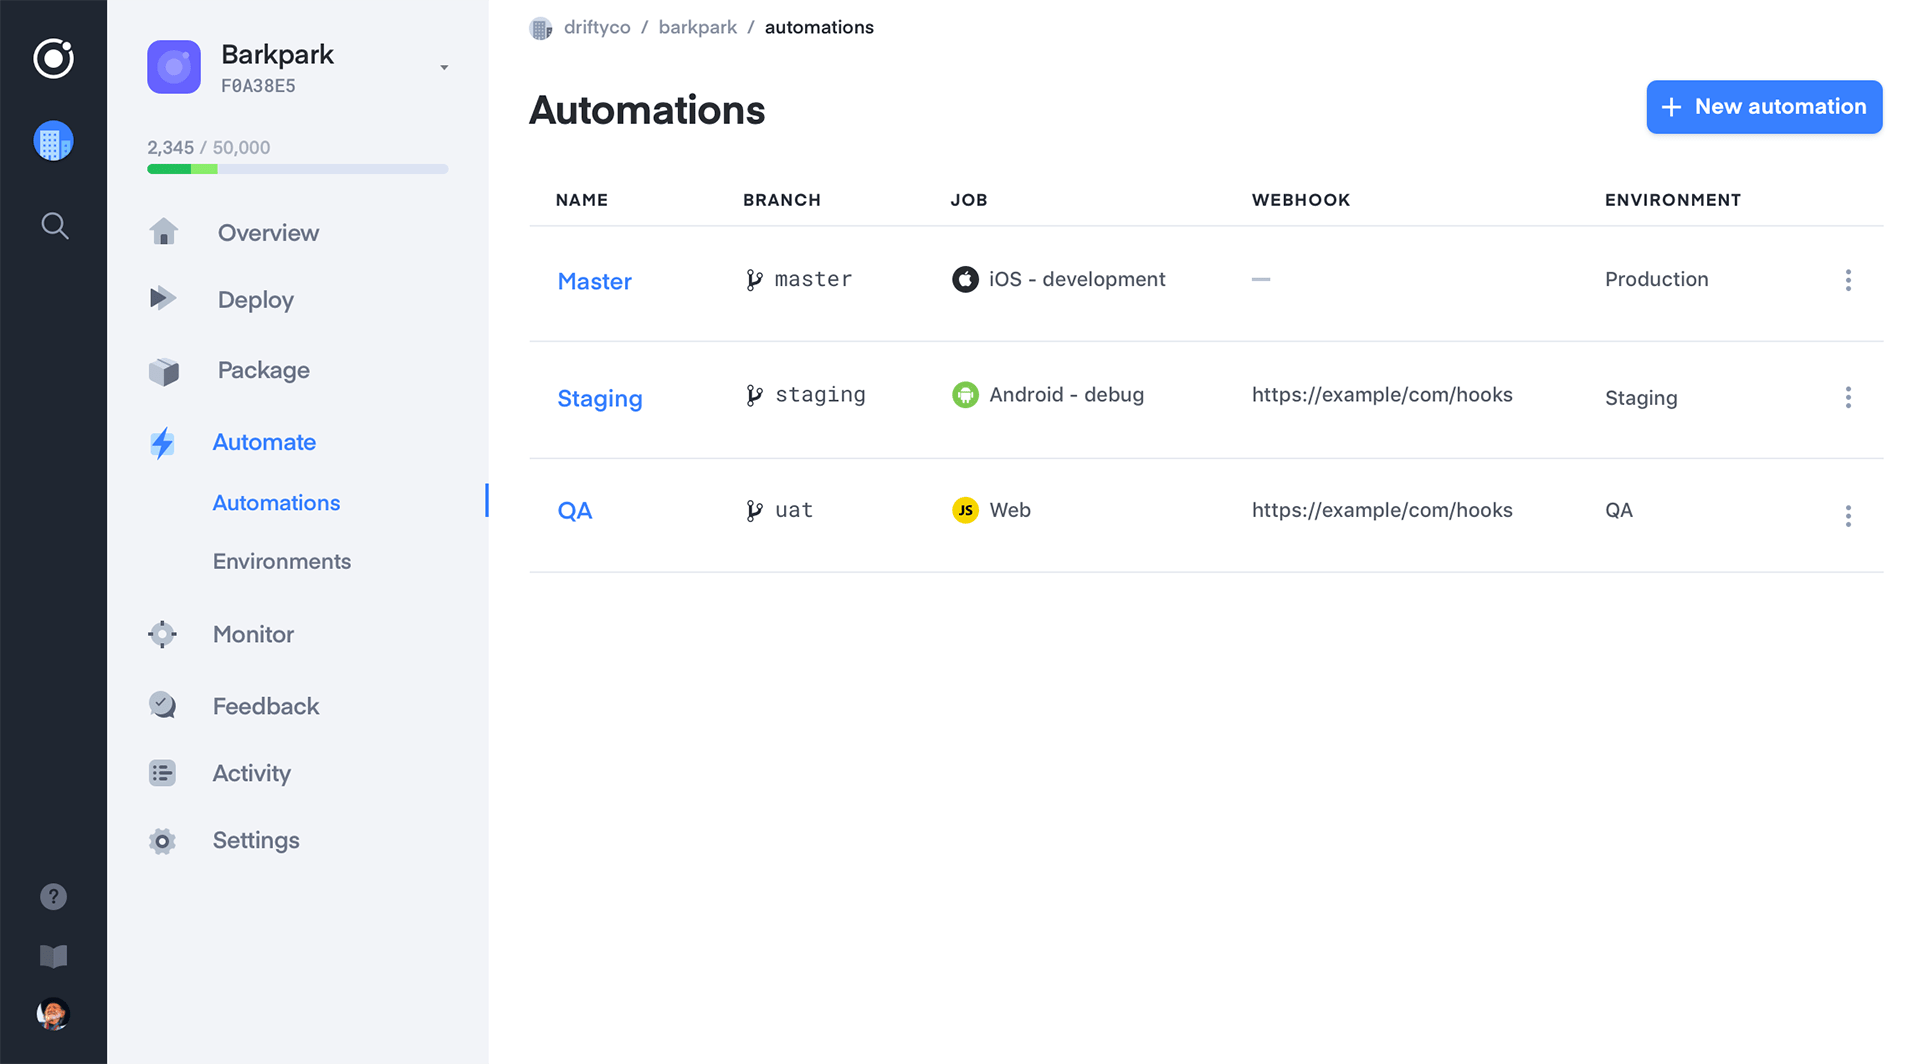 Barkpark
F0A38E5
2,345 / 50,000
Overview
Deploy
Package
Automate
Automations
Environments
Monitor
Feedback
Activity
Settings
?
driftyco / barkpark / automations
Automations
+ New automation
NAME BRANCH JOB WEBHOOK ENVIRONMENT
Master master iOS - development — Production
Staging staging Android - debug https://example/com/hooks Staging
QA uat JS Web https://example/com/hooks QA